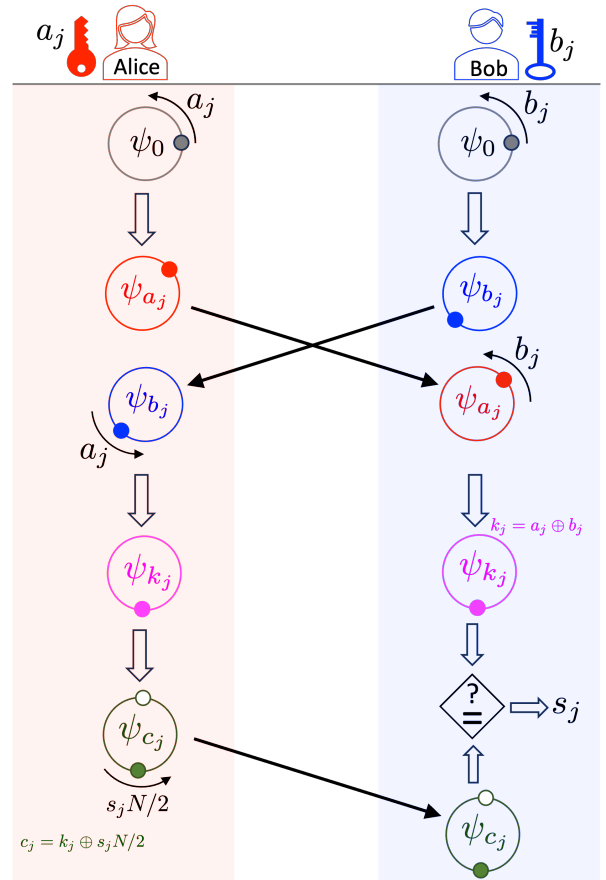 a_j Alice Bob b_j
a_j b_j
ψ_0 ψ_0
ψ_{a_j} ψ_{b_j}
b_j
ψ_{b_j} ψ_{a_j}
a_j
k_j = a_j ⊕ b_j
ψ_{k_j} ψ_{k_j}
?
= s_j
ψ_{c_j}
s_j N/2
c_j = k_j ⊕ s_j N/2 ψ_{c_j}